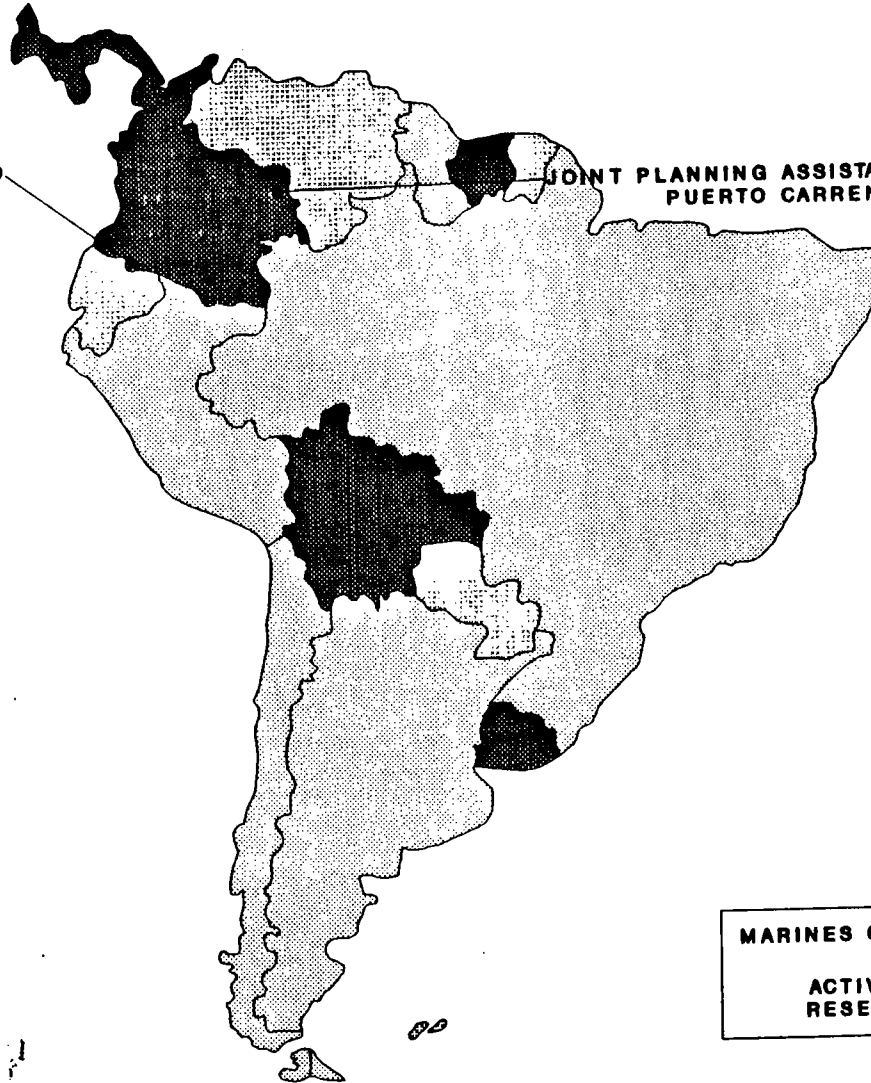 JOINT PLANNING ASSISTA
PUERTO CARREN
MARINES
ACTIV
RESE